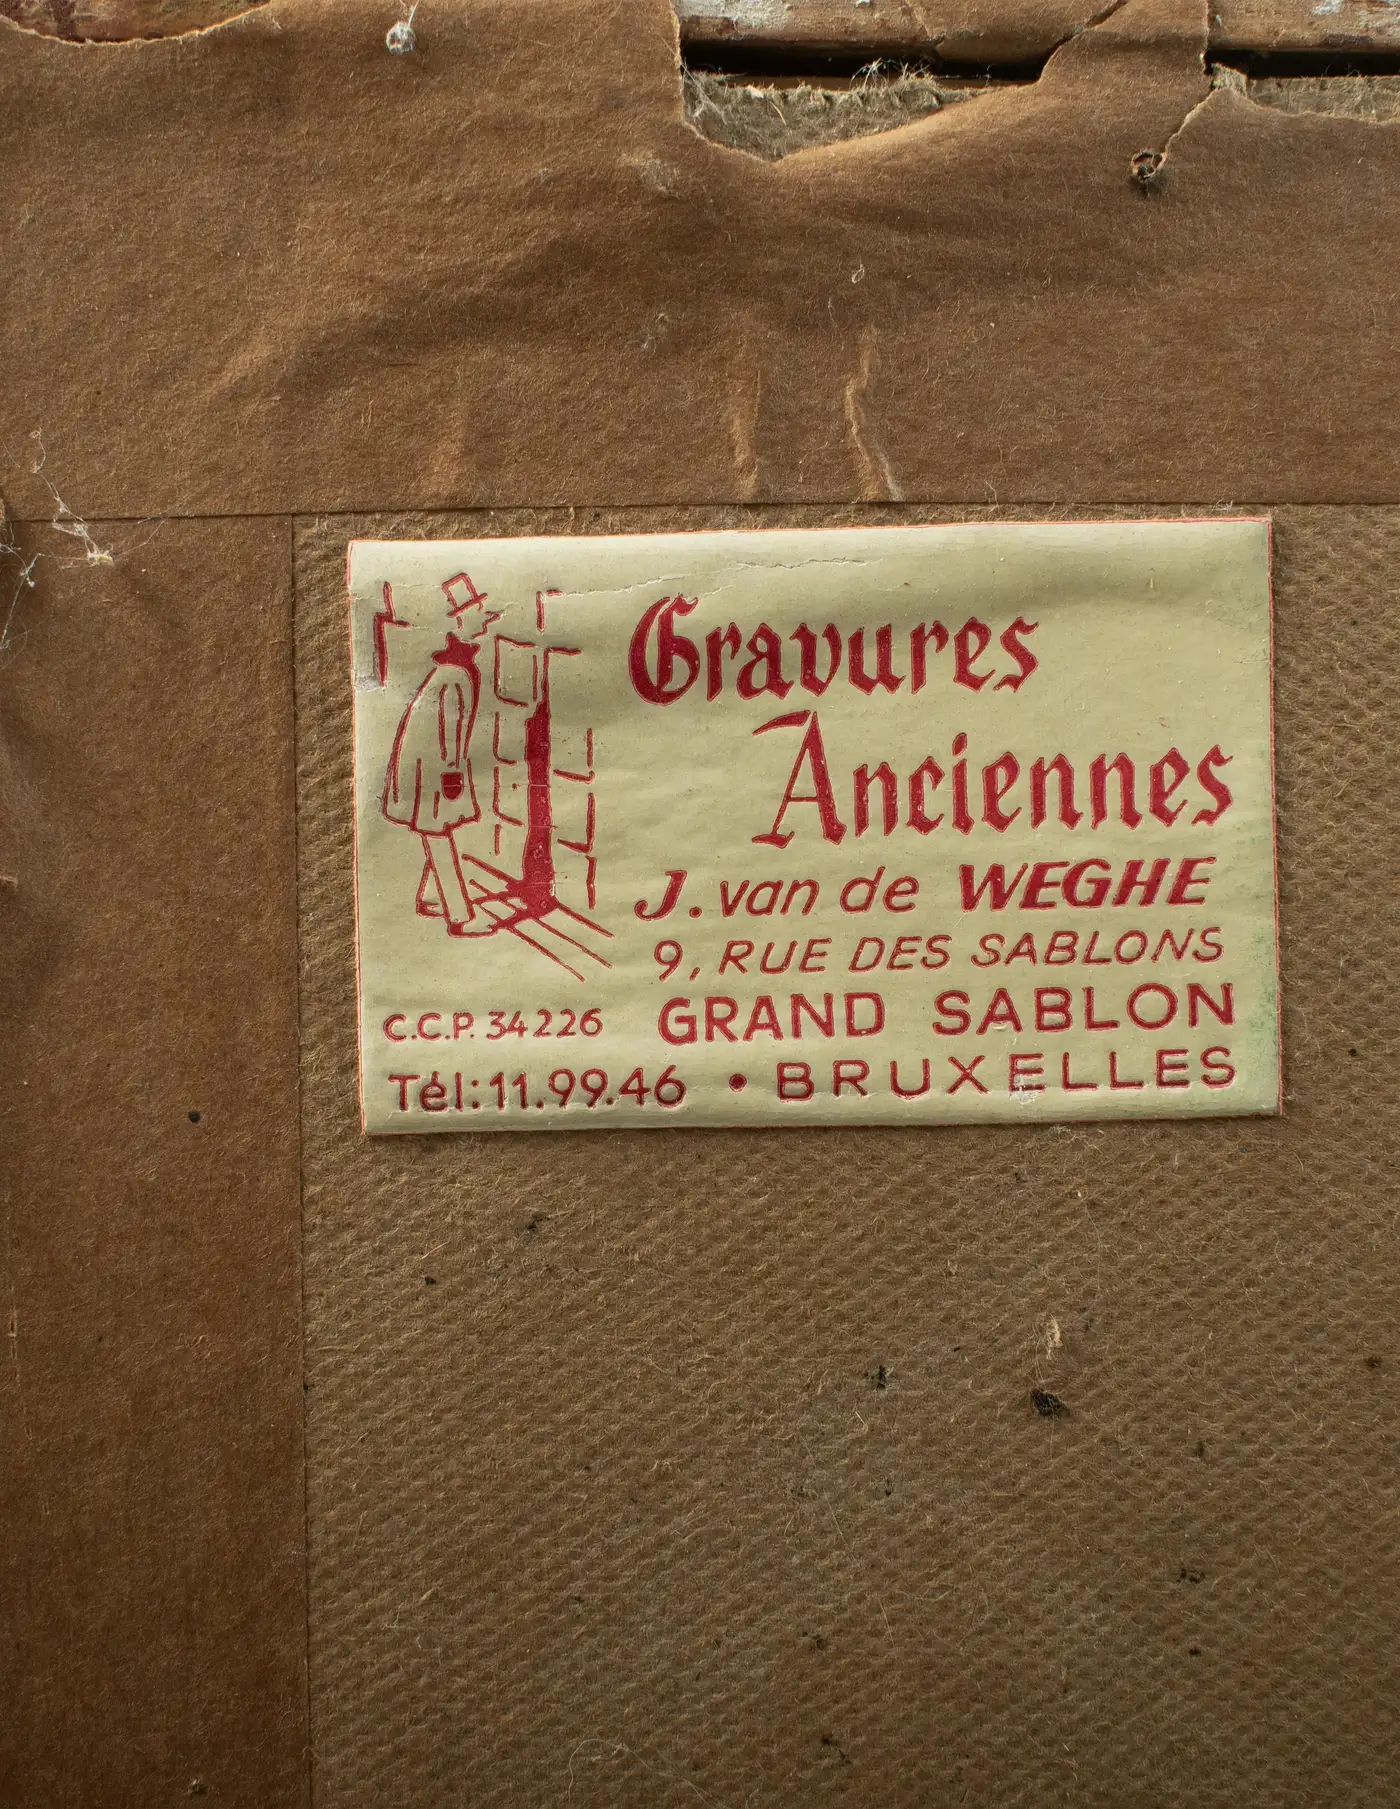 Gravures
Anciennes
J. van de WEGHE
9, RUE DES SABLONS
C.C.P. 34226 GRAND SABLON
Tél: 11.99.46 • BRUXELLES